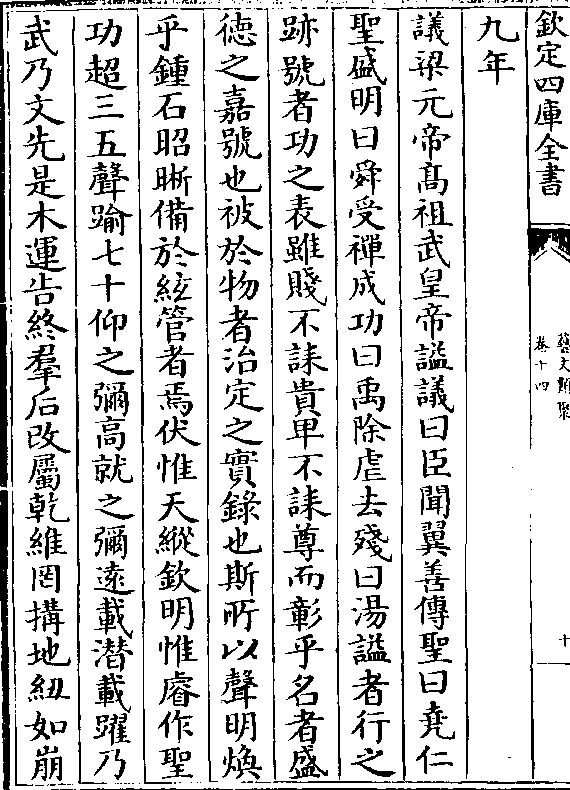 欽定四庫全書
藝文類聚
卷十四
十
九年
議梁元帝髙祖武皇帝謚議曰臣聞翼善傳聖曰堯仁
聖盛明曰舜受禪成功曰禹除虐去殘曰湯謚者行之
跡號者功之表雖賤不誄貴卑不誄尊而彰乎名者盛
德之嘉號也被於物者治定之實錄也斯所以聲明煥
乎鍾石昭晰備於絃管者焉伏惟天縱欽明惟睿作聖
功超三五聲踰七十仰之彌高就之彌遠載潜載躍乃
武乃文先是木運告終羣后改屬乾維罔搆地紐如崩